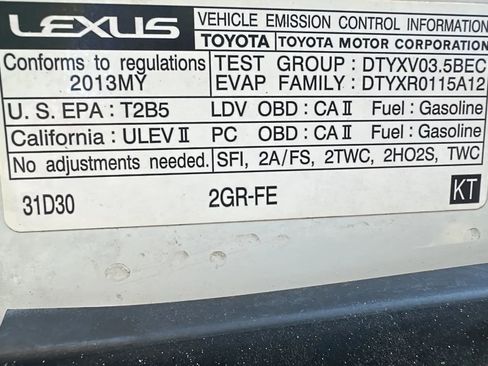 LEXUS VEHICLE EMISSION CONTROL INFORMATION
TOYOTA TOYOTA MOTOR CORPORATION
Conforms to regulations TEST GROUP : DTYXV03.5BEC
2013MY EVAP FAMILY : DTYXR0115A12
U. S. EPA : T2B5 LDV OBD : CA II Fuel : Gasoline
California : ULEV II PC OBD : CA II Fuel : Gasoline
No adjustments needed. SFI, 2A/FS, 2TWC, 2HO2S, TWC
31D30 2GR-FE KT